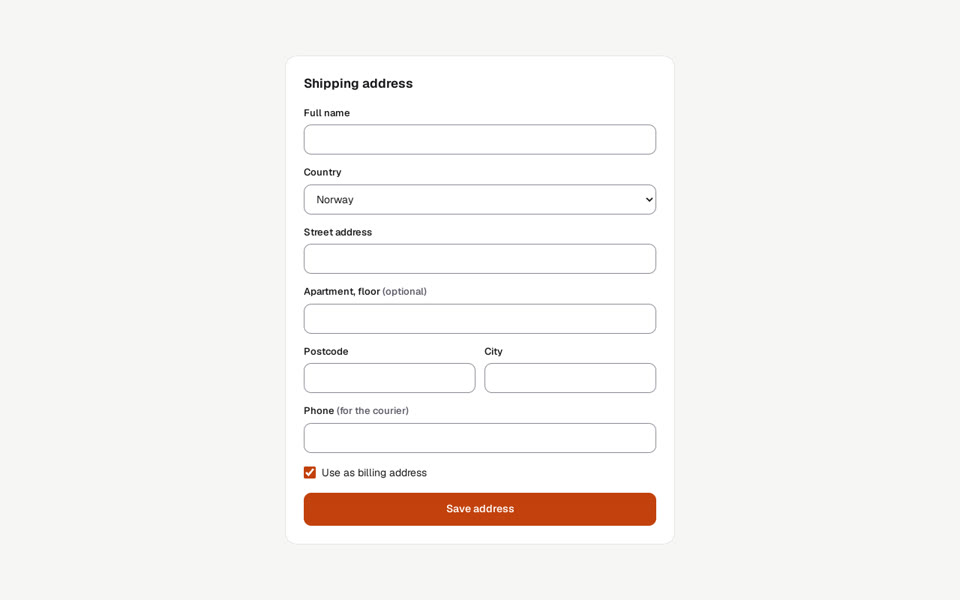 Shipping address
Full name
Country
Norway
Street address
Apartment, floor (optional)
Postcode City
Phone (for the courier)
Use as billing address
Save address